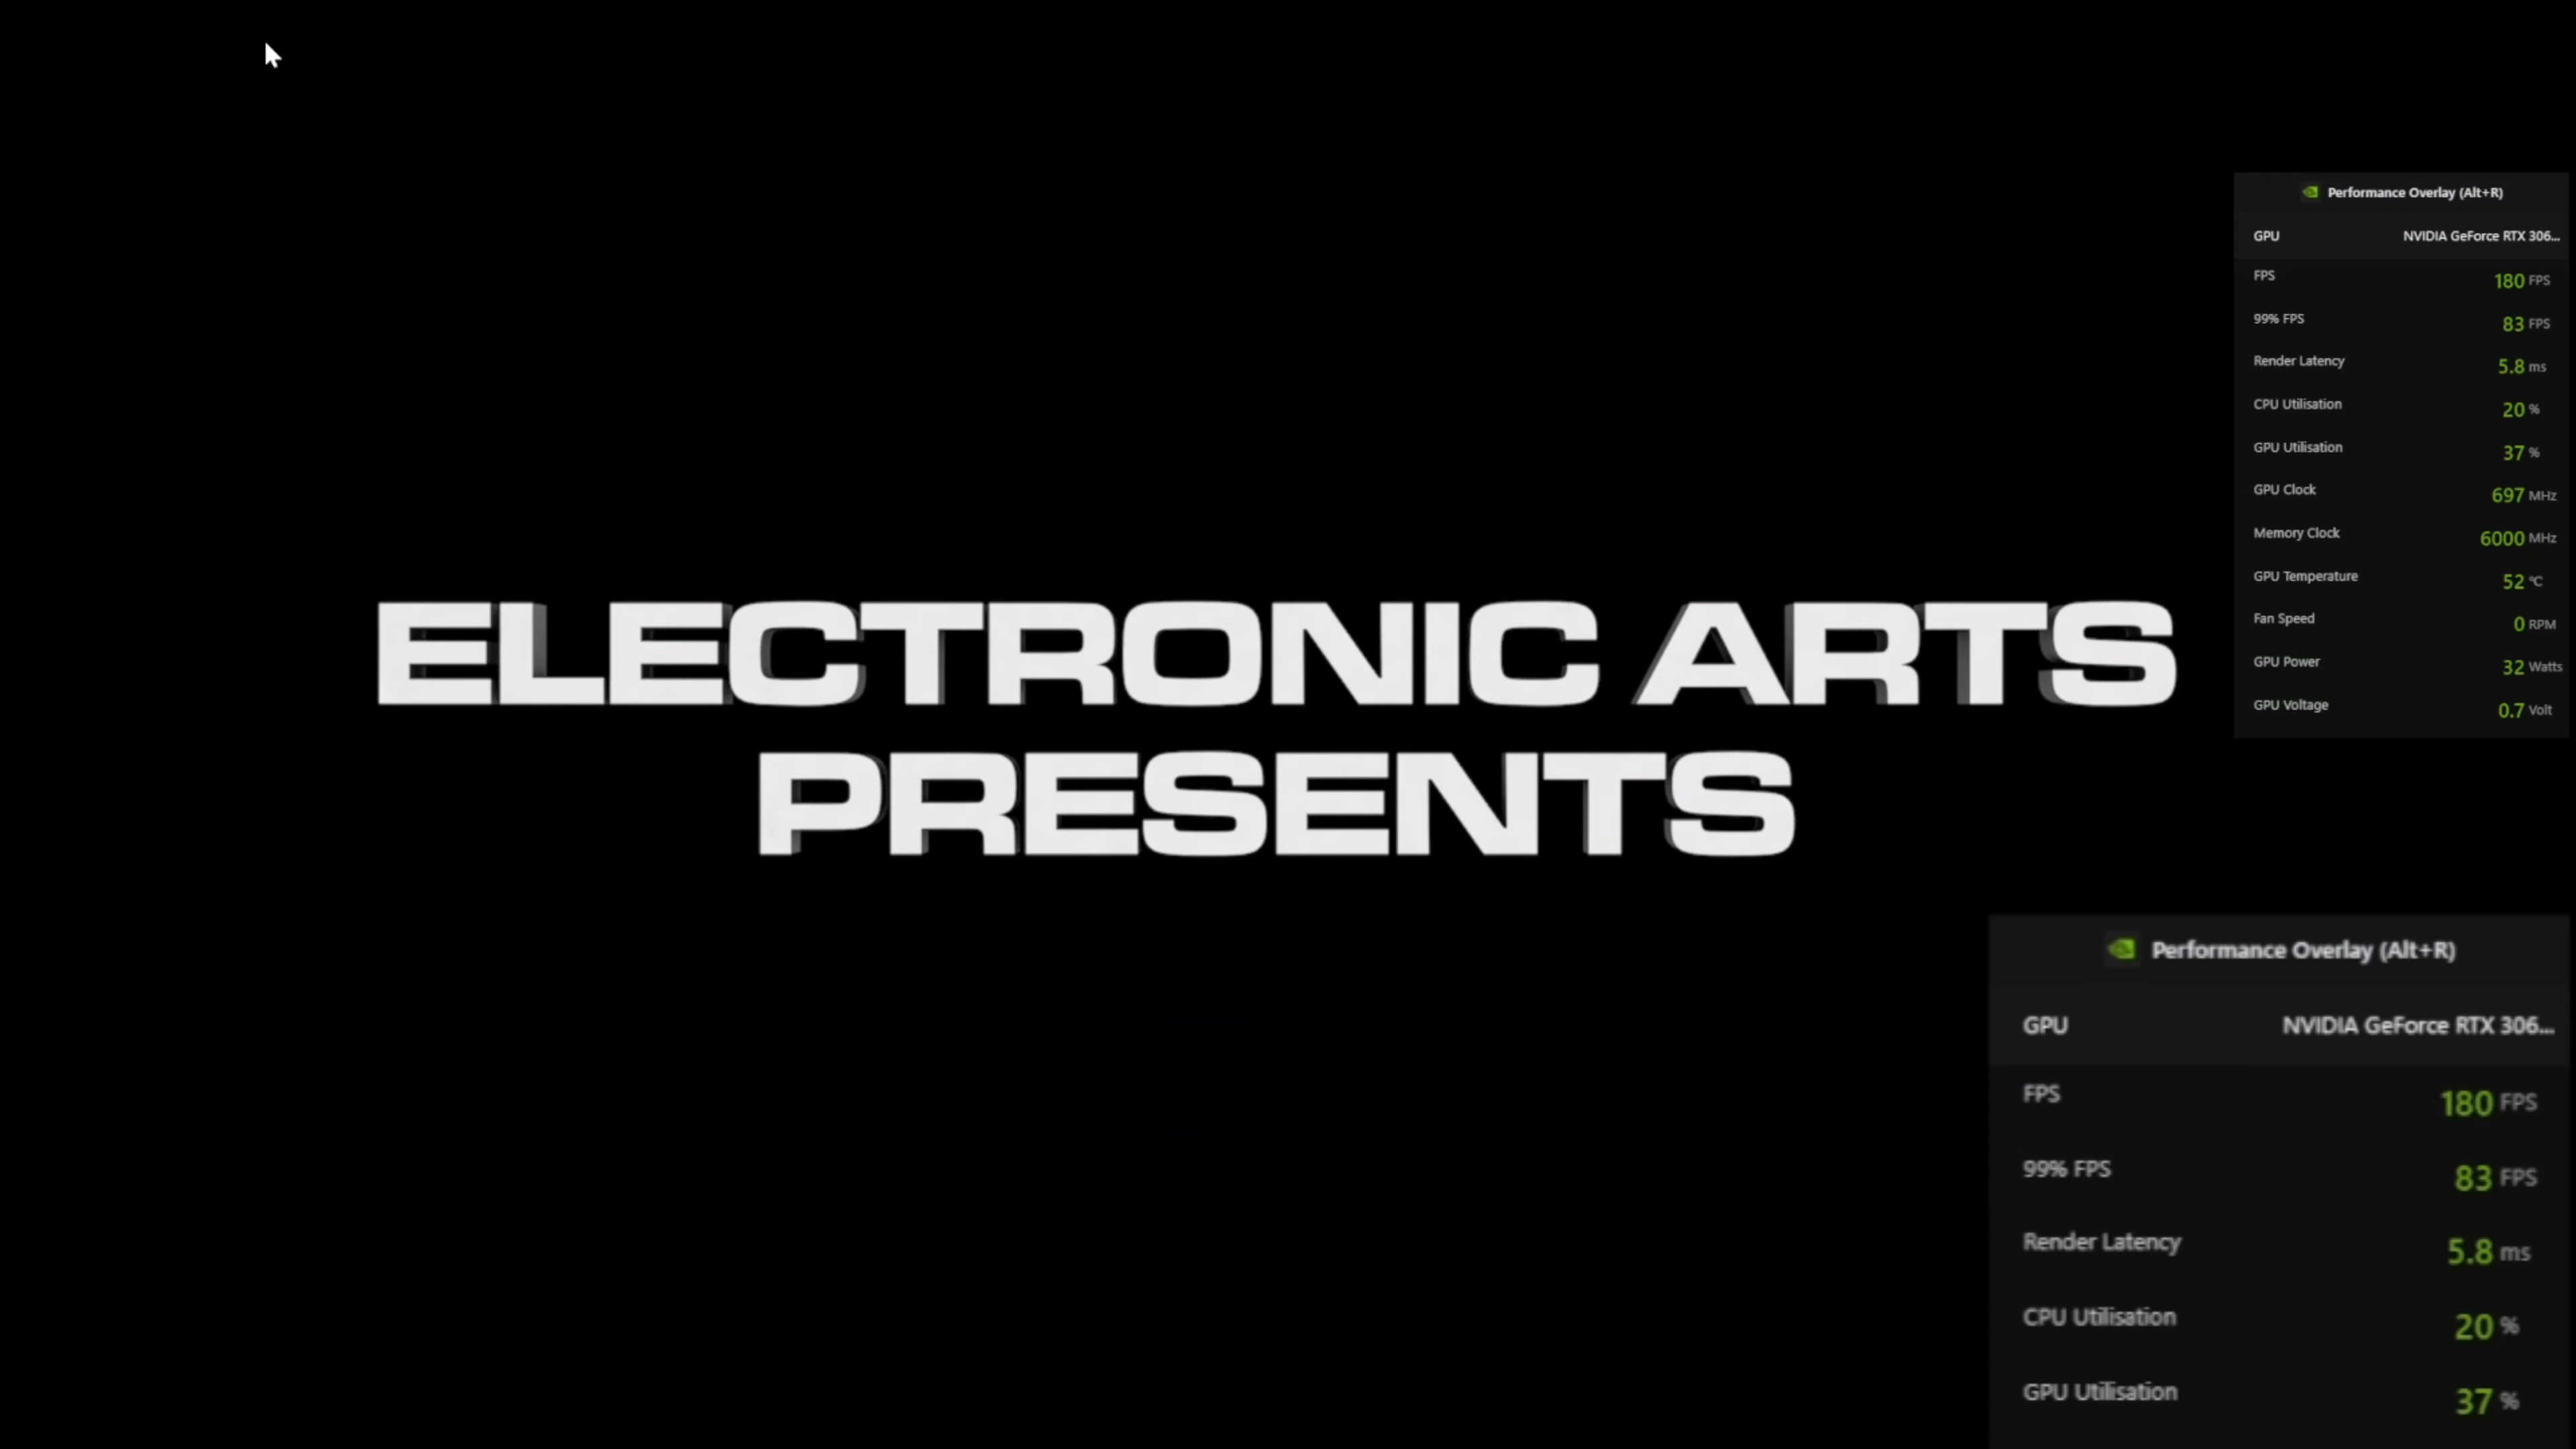 ELECTRONIC ARTS
PRESENTS
Performance Overlay (Alt+R)
GPU NVIDIA GeForce RTX 306...
FPS 180 FPS
99% FPS 83 FPS
Render Latency 5.8 ms
CPU Utilisation 20 %
GPU Utilisation 37 %
GPU Clock 697 MHz
Memory Clock 6000 MHz
GPU Temperature 52 °C
Fan Speed 0 RPM
GPU Power 32 Watts
GPU Voltage 0.7 Volt
Performance Overlay (Alt+R)
GPU NVIDIA GeForce RTX 306...
FPS 180 FPS
99% FPS 83 FPS
Render Latency 5.8 ms
CPU Utilisation 20 %
GPU Utilisation 37 %